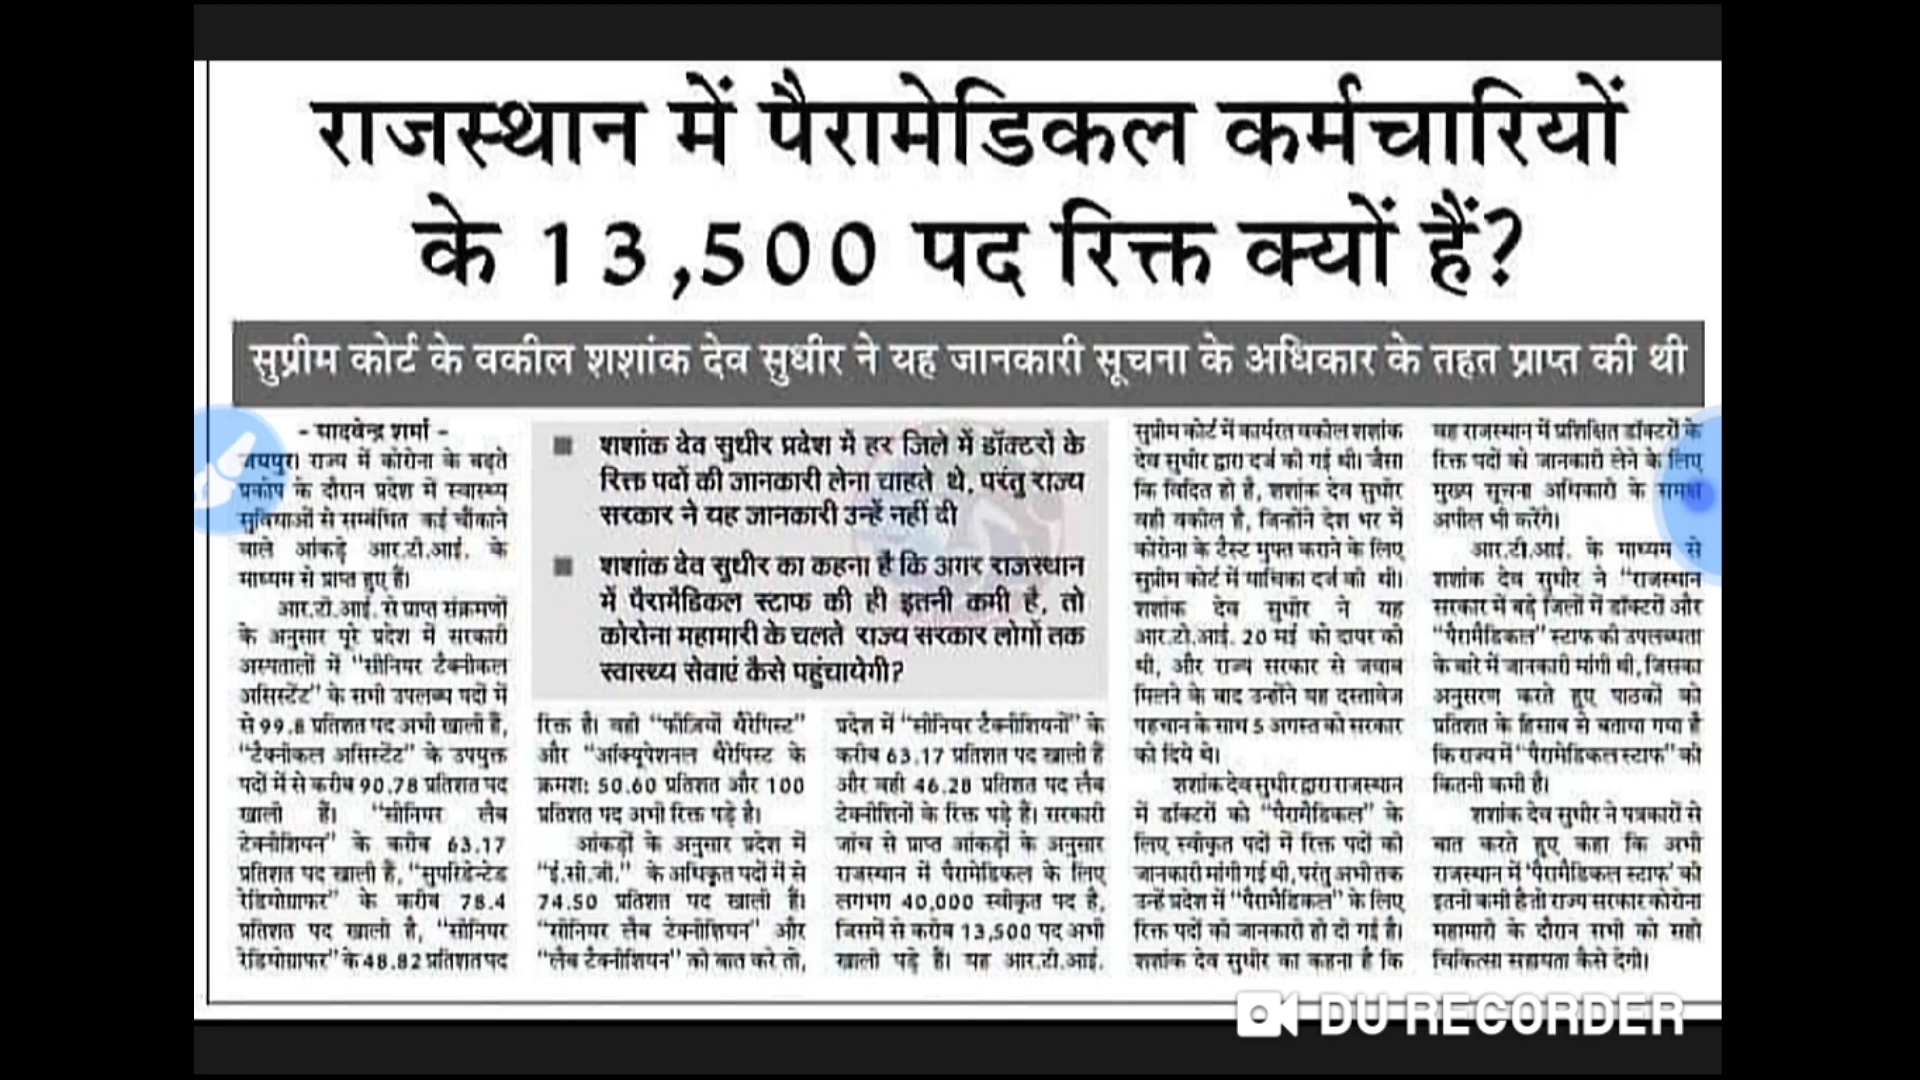 राजस्थान में पैरामेडिकल कर्मचारियों
के 13,500 पद रिक्त क्यों हैं?
सुप्रीम कोर्ट के वकील शशांक देव सुधीर ने यह जानकारी सूचना के अधिकार के तहत प्राप्त की थी
- यादवेन्द्र शर्मा -
जयपुर। राज्य में कोरोना के बढ़ते
प्रकोप के दौरान प्रदेश में स्वास्थ्य
सुविधाओं से सम्बंधित कई चौंकाने
वाले आंकड़े आर.टी.आई. के
माध्यम से प्राप्त हुए हैं।
आर.टी.आई. से प्राप्त संक्रमणों
के अनुसार पूरे प्रदेश में सरकारी
अस्पतालों में "सीनियर टैक्नीकल
असिस्टेंट" के सभी उपलब्ध पदों में
से 99.8 प्रतिशत पद अभी खाली हैं,
"टैक्नीकल असिस्टेंट" के उपयुक्त
पदों में से करीब 90.78 प्रतिशत पद
खाली हैं। "सीनियर लैब
टेक्नीशियन" के करीब 63.17
प्रतिशत पद खाली हैं, "सुपरिडेन्टेड
रेडियोग्राफर" के करीब 78.4
प्रतिशत पद खाली है, "सीनियर
रेडियोग्राफर" के 48.82 प्रतिशत पद
■ शशांक देव सुधीर प्रदेश में हर जिले में डॉक्टरों के
रिक्त पदों की जानकारी लेना चाहते थे, परंतु राज्य
सरकार ने यह जानकारी उन्हें नहीं दी
■ शशांक देव सुधीर का कहना है कि अगर राजस्थान
में पैरामैडिकल स्टाफ की ही इतनी कमी है, तो
कोरोना महामारी के चलते राज्य सरकार लोगों तक
स्वास्थ्य सेवाएं कैसे पहुंचायेगी?
रिक्त है। वही "फीजियो थैरेपिस्ट"
और "ऑक्यूपेशनल थैरेपिस्ट के
क्रमश: 50.60 प्रतिशत और 100
प्रतिशत पद अभी रिक्त पड़े है।
आंकड़ों के अनुसार प्रदेश में
"ई.सी.जी." के अधिकृत पदों में से
74.50 प्रतिशत पद खाली हैं।
"सीनियर लैब टेक्नीशियन" और
"लैब टैक्नीशियन" की बात करे तो,
प्रदेश में "सीनियर टैक्नीशियनों" के
करीब 63.17 प्रतिशत पद खाली हैं
और वही 46.28 प्रतिशत पद लैब
टेक्नीशिनों के रिक्त पड़े हैं। सरकारी
जांच से प्राप्त आंकड़ों के अनुसार
राजस्थान में पैरामेडिकल के लिए
लगभग 40,000 स्वीकृत पद है,
जिसमें से करीब 13,500 पद अभी
खाली पड़े हैं। यह आर.टी.आई.
सुप्रीम कोर्ट में कार्यरत वकील शशांक
देव सुधीर द्वारा दर्ज की गई थी। जैसा
कि विदित हो है, शशांक देव सुधीर
वही वकील है, जिन्होंने देश भर में
कोरोना के टैस्ट मुफ्त कराने के लिए
सुप्रीम कोर्ट में याचिका दर्ज की थी।
शशांक देव सुधीर ने यह
आर.टी.आई. 20 मई को दायर की
थी, और राज्य सरकार से जवाब
मिलने के बाद उन्होंने यह दस्तावेज
पहचान के साथ 5 अगस्त को सरकार
को दिये थे।
शशांक देव सुधीर द्वारा राजस्थान
में डॉक्टरों को "पैरामैडिकल" के
लिए स्वीकृत पदों में रिक्त पदों की
जानकारी मांगी गई थी, परंतु अभी तक
उन्हें प्रदेश में "पैरामैडिकल" के लिए
रिक्त पदों की जानकारी ही दी गई है।
शशांक देव सुधीर का कहना है कि
वह राजस्थान में प्रशिक्षित डॉक्टरों के
रिक्त पदों की जानकारी लेने के लिए
मुख्य सूचना अधिकारी के समक्ष
अपील भी करेंगे।
आर.टी.आई. के माध्यम से
शशांक देव सुधीर ने "राजस्थान
सरकार में बड़े जिलों में डॉक्टरों और
"पैरामैडिकल" स्टाफ की उपलब्धता
के बारे में जानकारी मांगी थी, जिसका
अनुसरण करते हुए पाठकों को
प्रतिशत के हिसाब से बताया गया है
कि राज्य में "पैरामैडिकल स्टाफ" की
कितनी कमी है।
शशांक देव सुधीर ने पत्रकारों से
बात करते हुए कहा कि अभी
राजस्थान में 'पैरामैडिकल स्टाफ' की
इतनी कमी है तो राज्य सरकार कोरोना
महामारी के दौरान सभी को सही
चिकित्सा सहायता कैसे देगी।
DU RECORDER